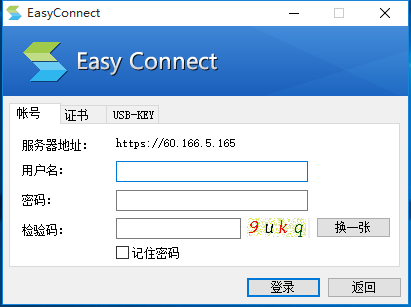 EasyConnect
Easy Connect
帐号 证书 USB-KEY
服务器地址: https://60.166.5.165
用户名:
密码:
检验码: 9ukq 换一张
记住密码
登录 返回